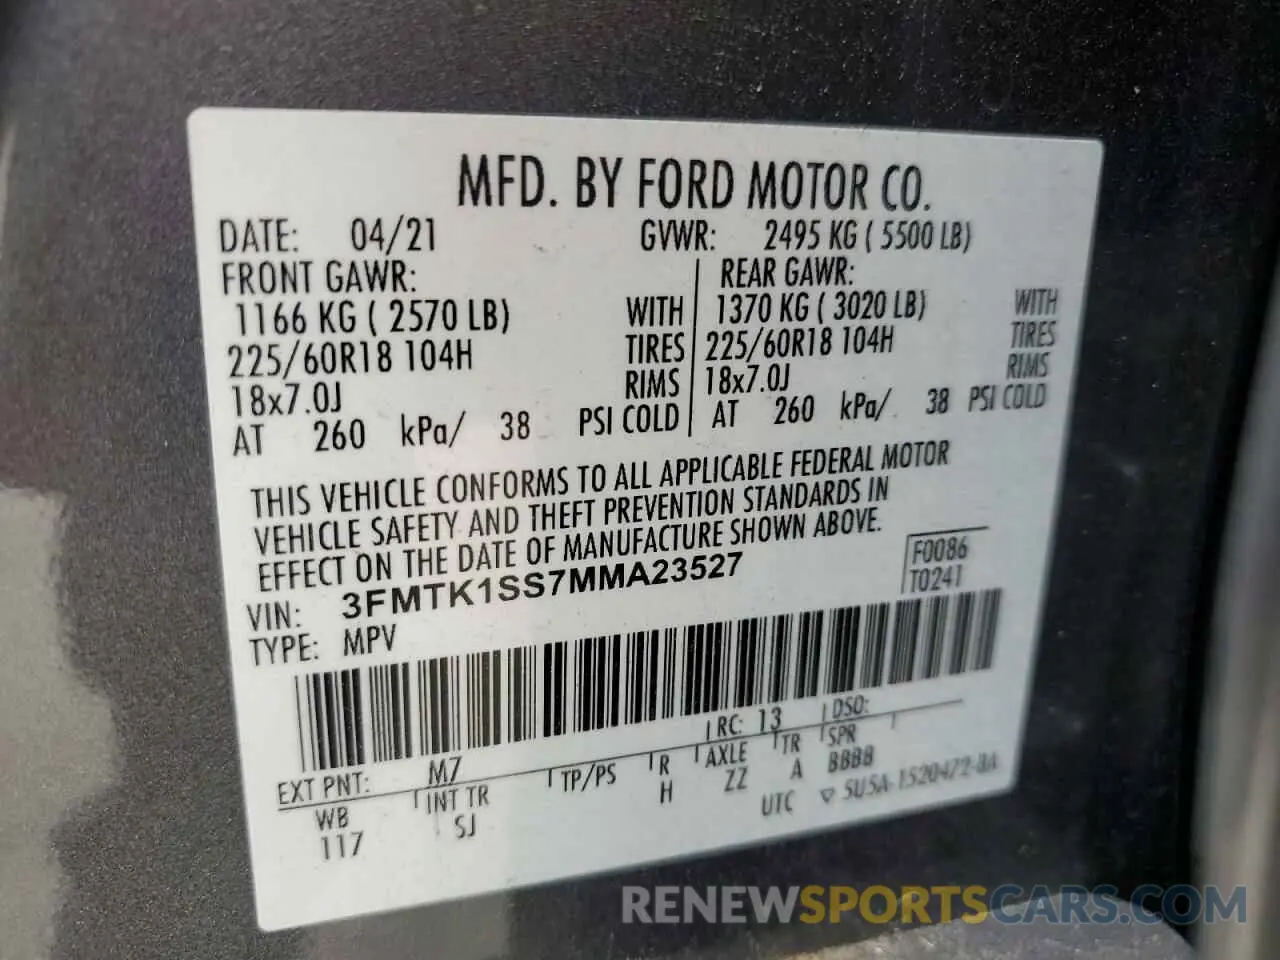 MFD. BY FORD MOTOR CO.
DATE: 04/21 GVWR: 2495 KG ( 5500 LB)
FRONT GAWR: REAR GAWR:
1166 KG ( 2570 LB) WITH 1370 KG ( 3020 LB) WITH
225/60R18 104H TIRES 225/60R18 104H TIRES
18x7.0J RIMS 18x7.0J RIMS
AT 260 kPa/ 38 PSI COLD AT 260 kPa/ 38 PSI COLD
THIS VEHICLE CONFORMS TO ALL APPLICABLE FEDERAL MOTOR
VEHICLE SAFETY AND THEFT PREVENTION STANDARDS IN
EFFECT ON THE DATE OF MANUFACTURE SHOWN ABOVE.
F0086
VIN: 3FMTK1SS7MMA23527 T0241
TYPE: MPV
EXT PNT: M7 RC: 13 DSO:
WB INT TR TP/PS R AXLE TR SPR
117 SJ H ZZ A BBBB
UTC ▽ 5U5A-1520472-BA
RENEWSPORTSCARS.COM